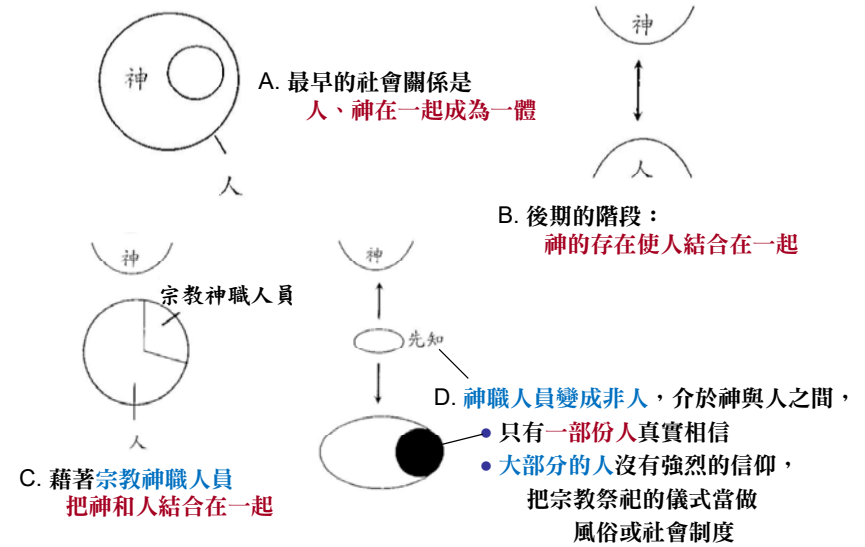 神
人
A. 最早的社會關係是
人、神在一起成為一體
神
人
B. 後期的階段：
神的存在使人結合在一起
神
宗教神職人員
人
C. 藉著宗教神職人員
把神和人結合在一起
神
先知
D. 神職人員變成非人，介於神與人之間，
• 只有一部份人真實相信
• 大部分的人沒有強烈的信仰，
把宗教祭祀的儀式當做
風俗或社會制度